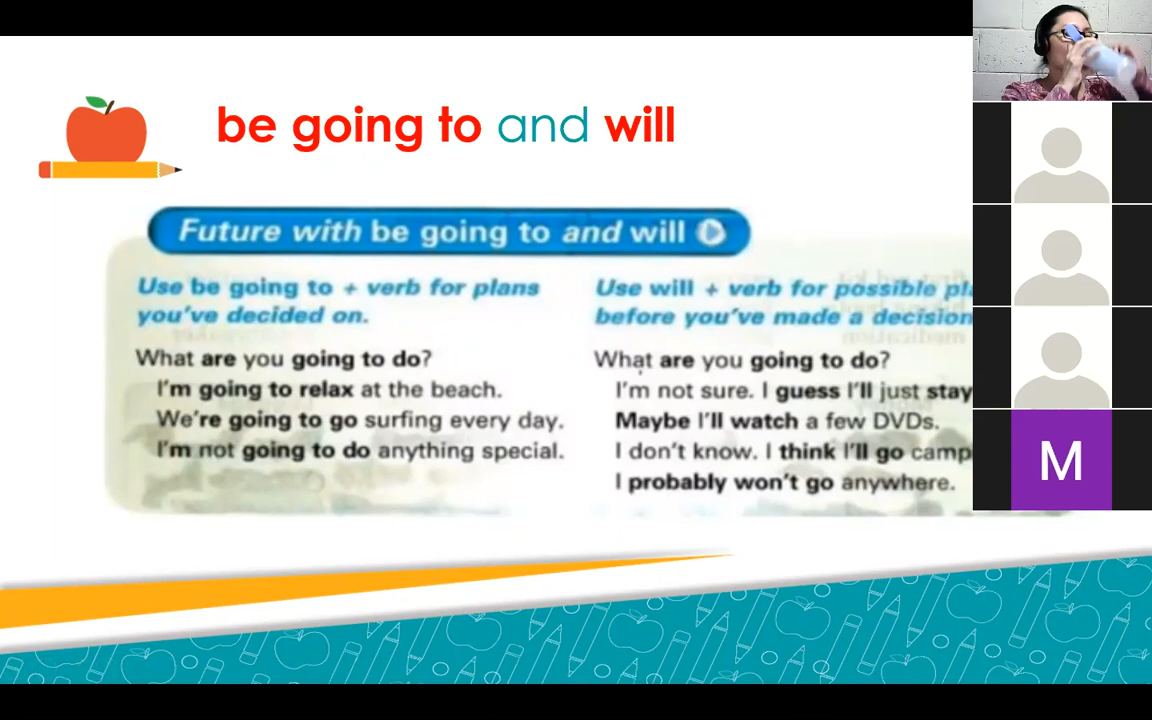 be going to and will
Future with be going to and will
Use be going to + verb for plans
you've decided on.
What are you going to do?
I'm going to relax at the beach.
We're going to go surfing every day.
I'm not going to do anything special.
Use will + verb for possible
before you've made a decision
What are you going to do?
I'm not sure. I guess I'll just stay
Maybe I'll watch a few DVDs.
I don't know. I think I'll go
I probably won't go anywhere.
M